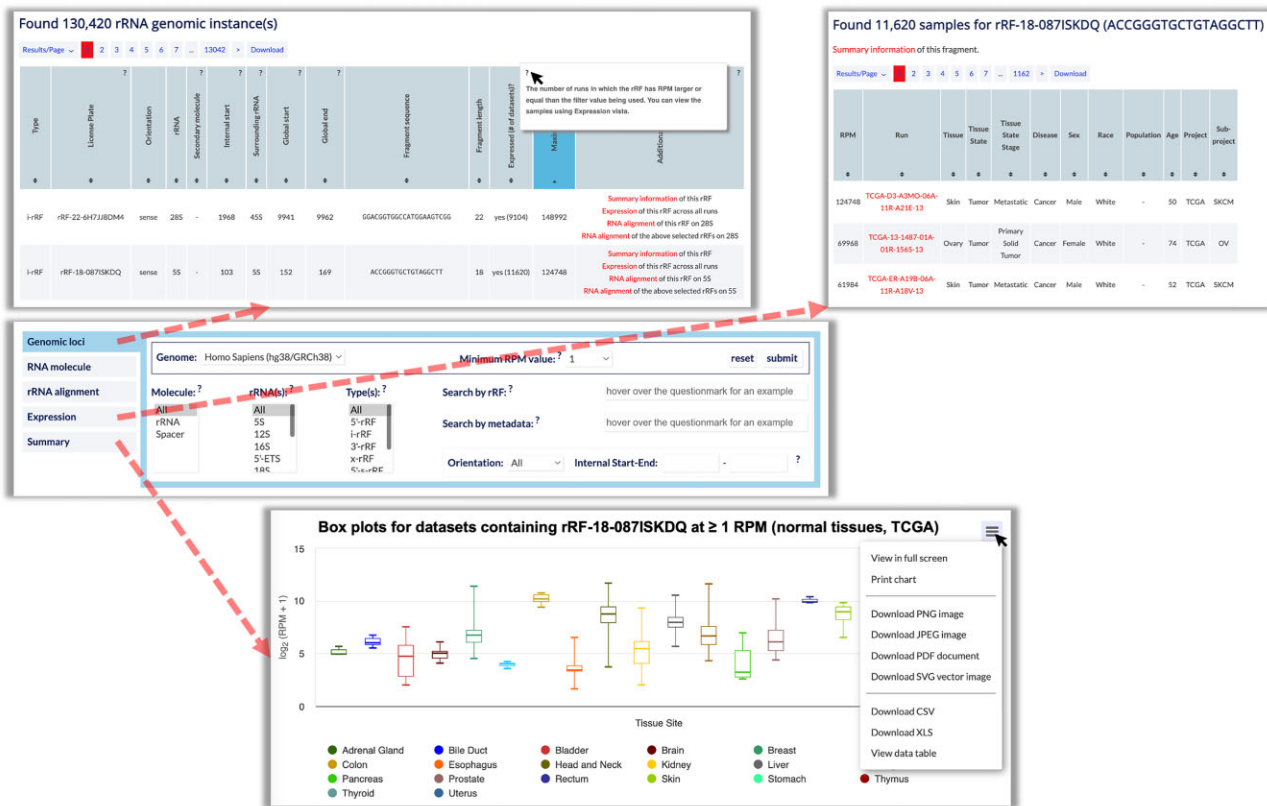 Found 130,420 rRNA genomic instance(s)
Results/Page 2 3 4 5 6 7 ... 13042 > Download
? ? ? ? ? ?
Type License Plate Orientation rRNA Secondary molecule Internal start Surrounding rRNA Global start Global end Fragment sequence Fragment length Expressed (# of datasets)?
The number of runs in which the rRF has RPM larger or
equal than the filter value being used. You can view the
samples using Expression vista.
i-rRF rRF-22-6H7JJ8DM4 sense 28S - 1968 45S 9941 9962 GGACGGTGGCCATGGAAGTCGG 22 yes (9104) 148992
Summary information of this rRF
Expression of this rRF across all runs
RNA alignment of this rRF on 28S
RNA alignment of the above selected rRFs on 28S
i-rRF rRF-18-087ISKDQ sense 5S - 103 5S 152 169 ACCGGGTGCTGTAGGCTT 18 yes (11620) 124748
Summary information of this rRF
Expression of this rRF across all runs
RNA alignment of this rRF on 5S
RNA alignment of the above selected rRFs on 5S
Found 11,620 samples for rRF-18-087ISKDQ (ACCGGGTGCTGTAGGCTT)
Summary information of this fragment.
Results/Page 2 3 4 5 6 7 ... 1162 > Download
RPM Run Tissue Tissue State Tissue State Stage Disease Sex Race Population Age Project Sub-project
124748 TCGA-D3-A3MO-06A-11R-A21E-13 Skin Tumor Metastatic Cancer Male White - 50 TCGA SKCM
69968 TCGA-13-1487-01A-01R-1565-13 Ovary Tumor Primary Solid Tumor Cancer Female White - 74 TCGA OV
61984 TCGA-ER-A19B-06A-11R-A18V-13 Skin Tumor Metastatic Cancer Male White - 52 TCGA SKCM
Genomic loci
RNA molecule
rRNA alignment
Expression
Summary
Genome: Homo Sapiens (hg38/GRCh38) Minimum RPM value: ? 1 reset submit
Molecule: ? rRNA(s): ? Type(s): ? Search by rRF: ? hover over the questionmark for an example
All All All
rRNA 5S 5'-rRF
Spacer 12S i-rRF Search by metadata: ? hover over the questionmark for an example
16S 3'-rRF
5'-ETS x-rRF
18S 5'-s-rRF
Orientation: All Internal Start-End: - ?
Box plots for datasets containing rRF-18-087ISKDQ at ≥ 1 RPM (normal tissues, TCGA)
log2 (RPM + 1)
15
10
5
0
Tissue Site
View in full screen
Print chart
Download PNG image
Download JPEG image
Download PDF document
Download SVG vector image
Download CSV
Download XLS
View data table
Adrenal Gland Bile Duct Bladder Brain Breast
Colon Esophagus Head and Neck Kidney Liver
Pancreas Prostate Rectum Skin Stomach Thymus
Thyroid Uterus